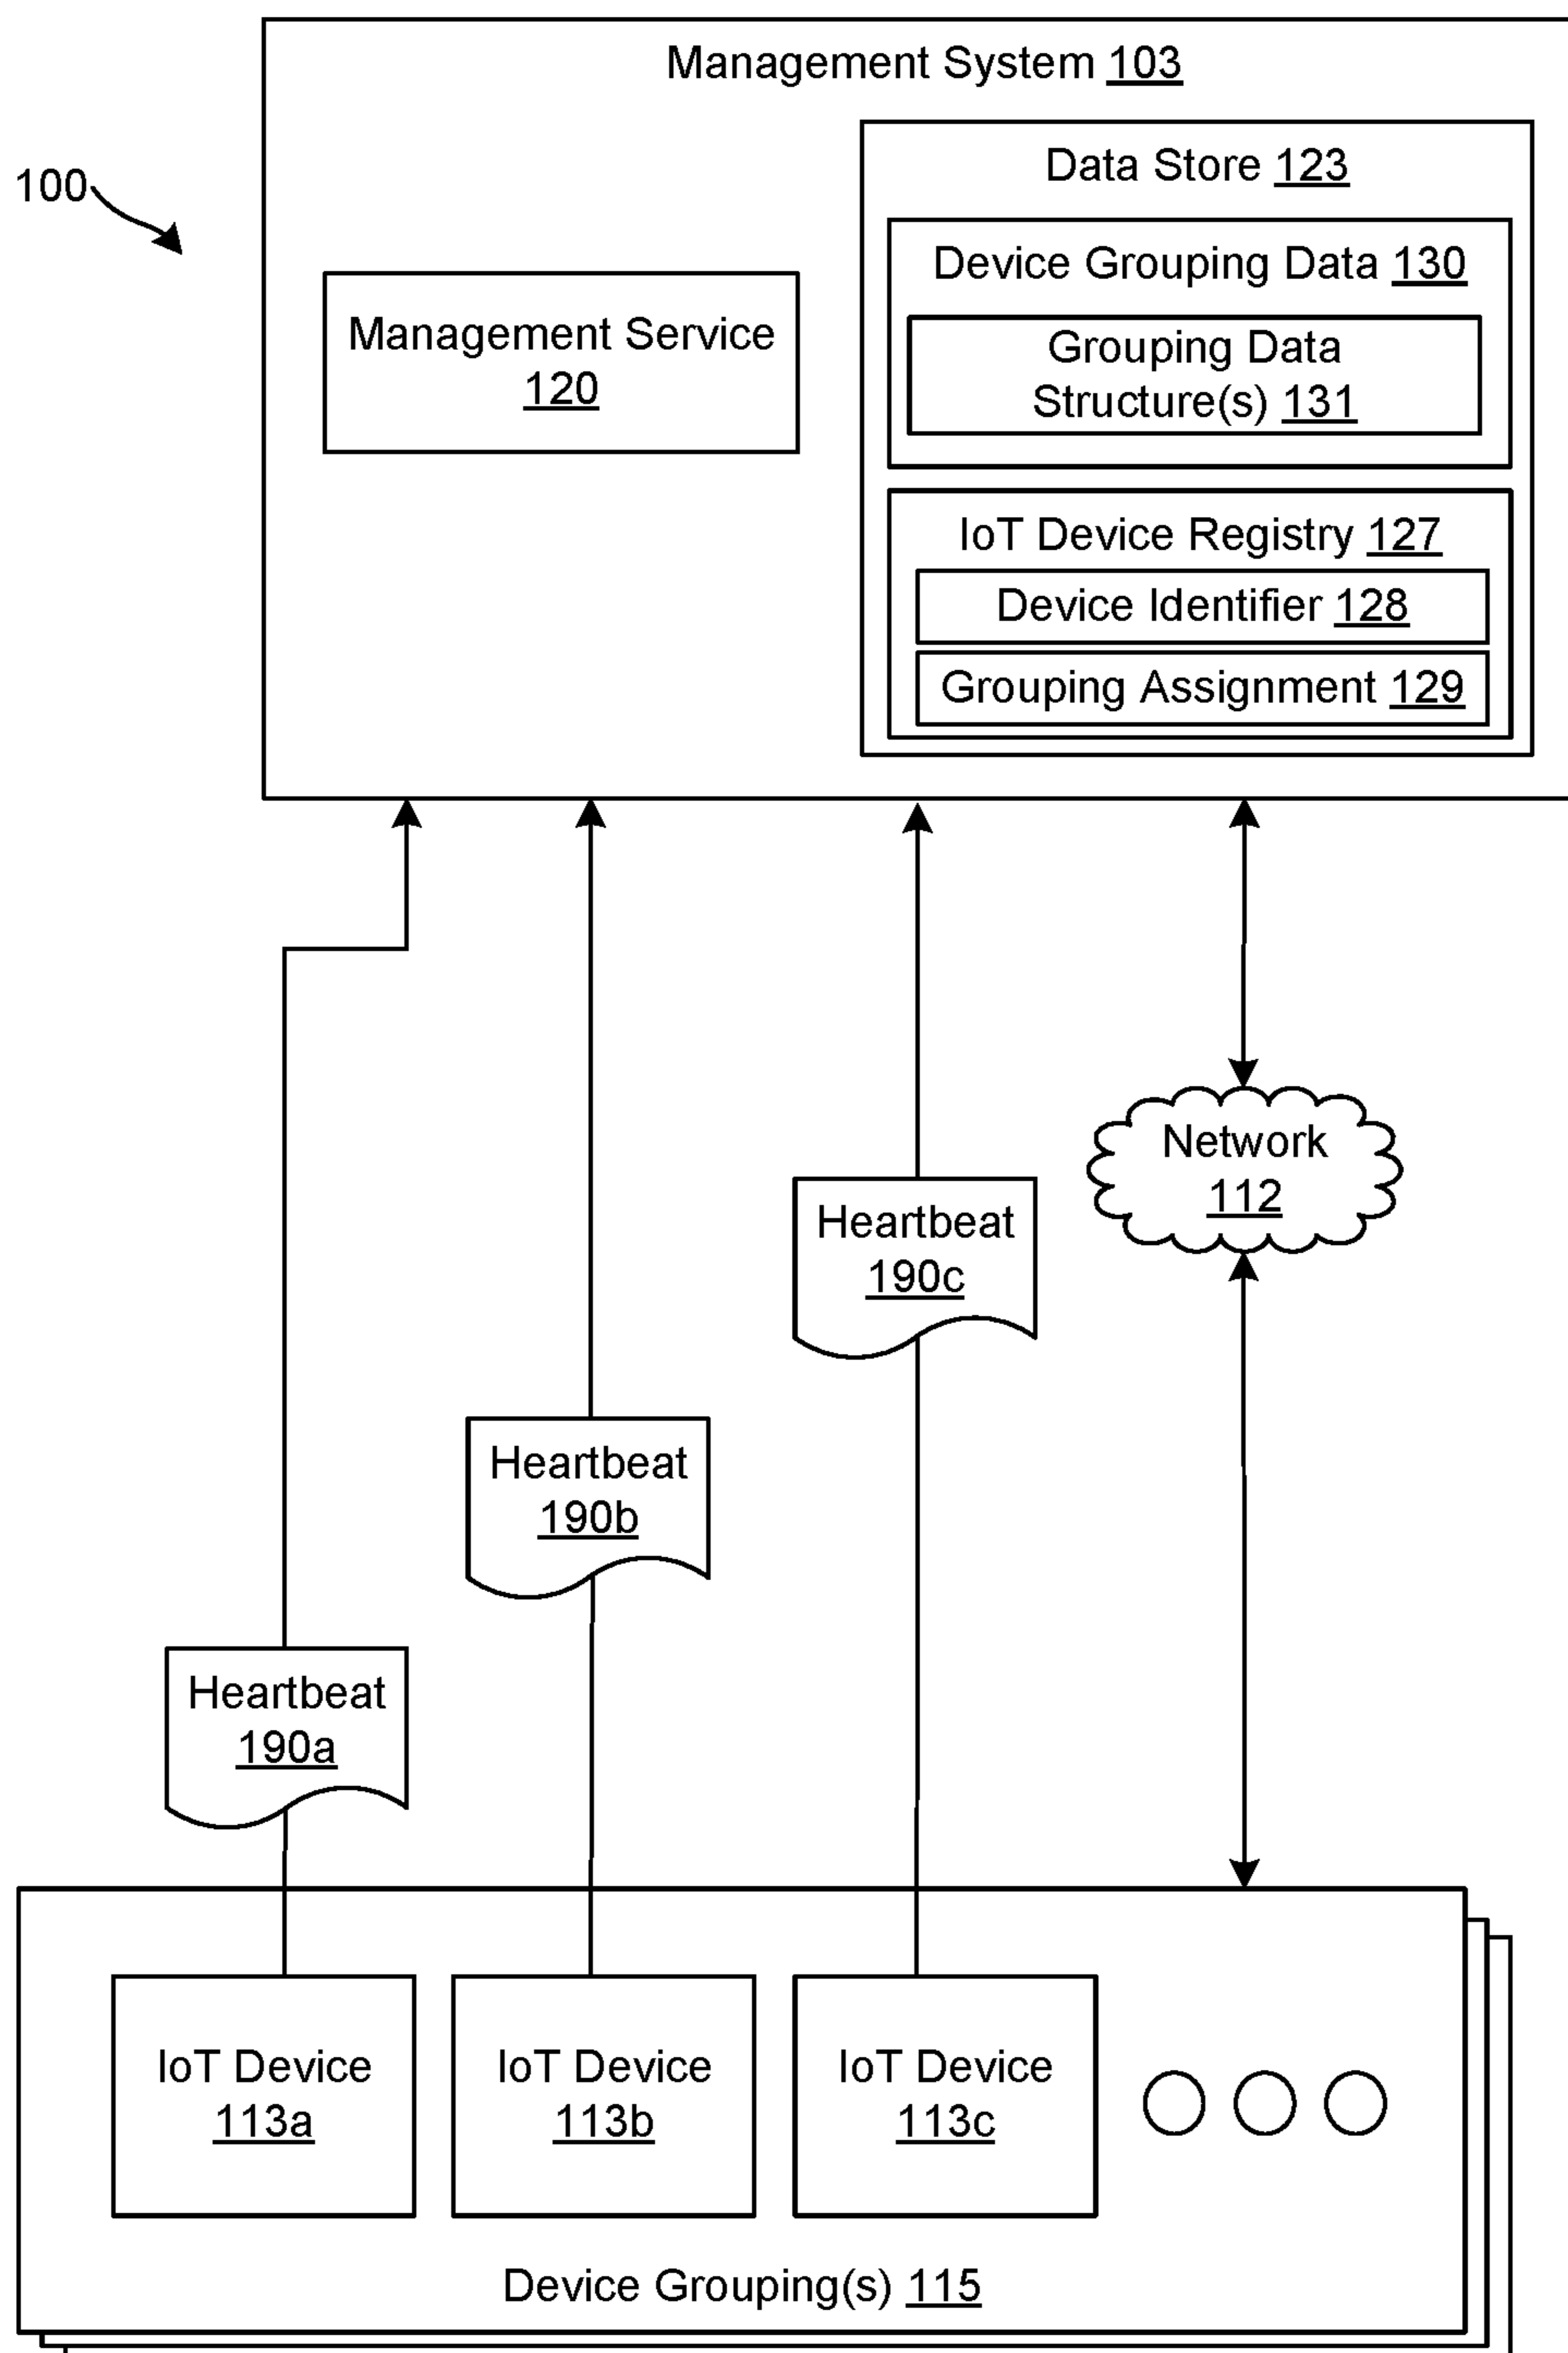 Management System 103
100
Data Store 123
Device Grouping Data 130
Management Service
120
Grouping Data
Structure(s) 131
IoT Device Registry 127
Device Identifier 128
Grouping Assignment 129
Network
112
Heartbeat
190c
Heartbeat
190b
Heartbeat
190a
IoT Device
113a
IoT Device
113b
IoT Device
113c
Device Grouping(s) 115